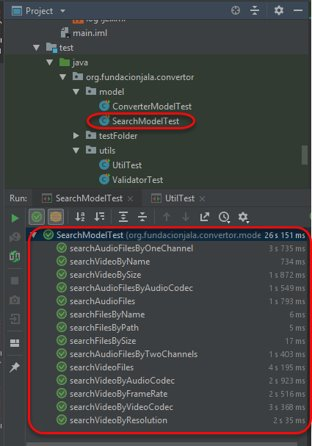 Project
main.iml
test
java
org.fundacionjala.convertor
model
ConverterModelTest
SearchModelTest
testFolder
utils
UtilTest
ValidatorTest
Run: SearchModelTest × UtilTest ×
SearchModelTest (org.fundacionjala.convertor.mode 26 s 151 ms
searchAudioFilesByOneChannel 3 s 735 ms
searchVideoByName 734 ms
searchVideoBySize 1 s 872 ms
searchAudioFilesByAudioCodec 1 s 549 ms
searchAudioFiles 1 s 793 ms
searchFilesByName 6 ms
searchFilesByPath 5 ms
searchFilesBySize 17 ms
searchAudioFilesByTwoChannels 1 s 403 ms
searchVideoFiles 4 s 195 ms
searchVideoByAudioCodec 2 s 923 ms
searchVideoByFrameRate 2 s 516 ms
searchVideoByVideoCodec 3 s 368 ms
searchVideoByResolution 2 s 35 ms